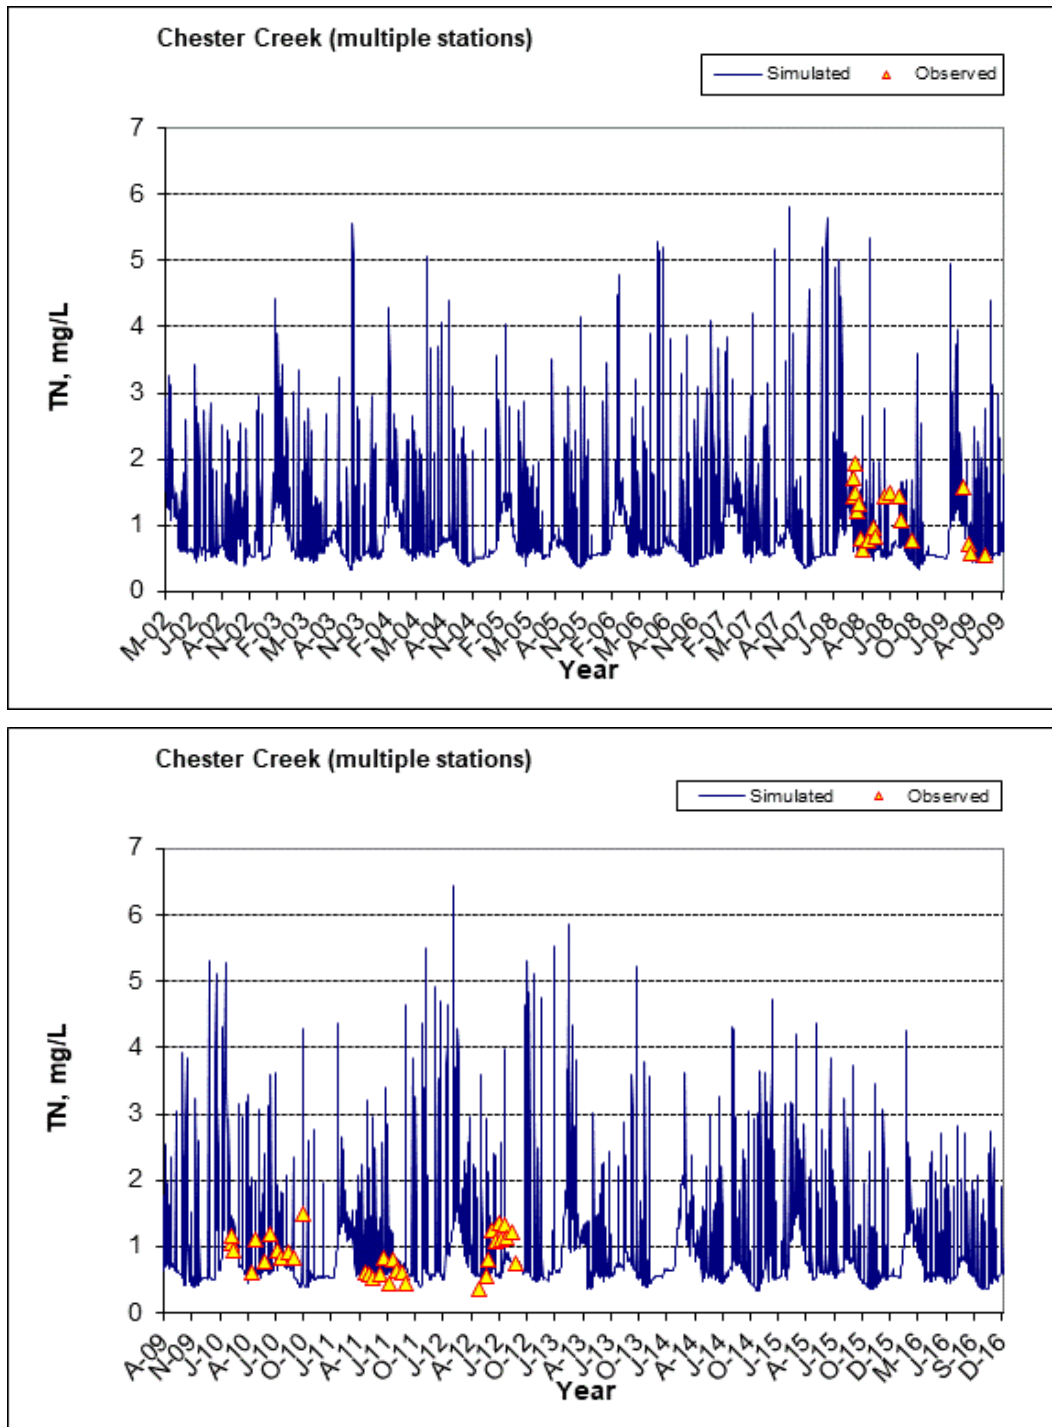 Chester Creek (multiple stations)
Simulated Observed
7
6
5
4
3
2
1
0
TN, mg/L
M-02 J-02 A-02 N-02 F-03 M-03 A-03 N-03 F-04 M-04 A-04 N-04 F-05 M-05 A-05 N-05 F-06 M-06 A-06 N-06 F-07 M-07 A-07 N-07 J-08 A-08 J-08 O-08 J-09 A-09 J-09
Year
Chester Creek (multiple stations)
Simulated Observed
7
6
5
4
3
2
1
0
TN, mg/L
A-09 N-09 J-10 A-10 J-10 O-10 J-11 A-11 J-11 O-11 J-12 A-12 J-12 O-12 J-13 A-13 J-13 O-13 J-14 A-14 J-14 O-14 J-15 A-15 J-15 O-15 D-15 M-16 J-16 S-16 D-16
Year